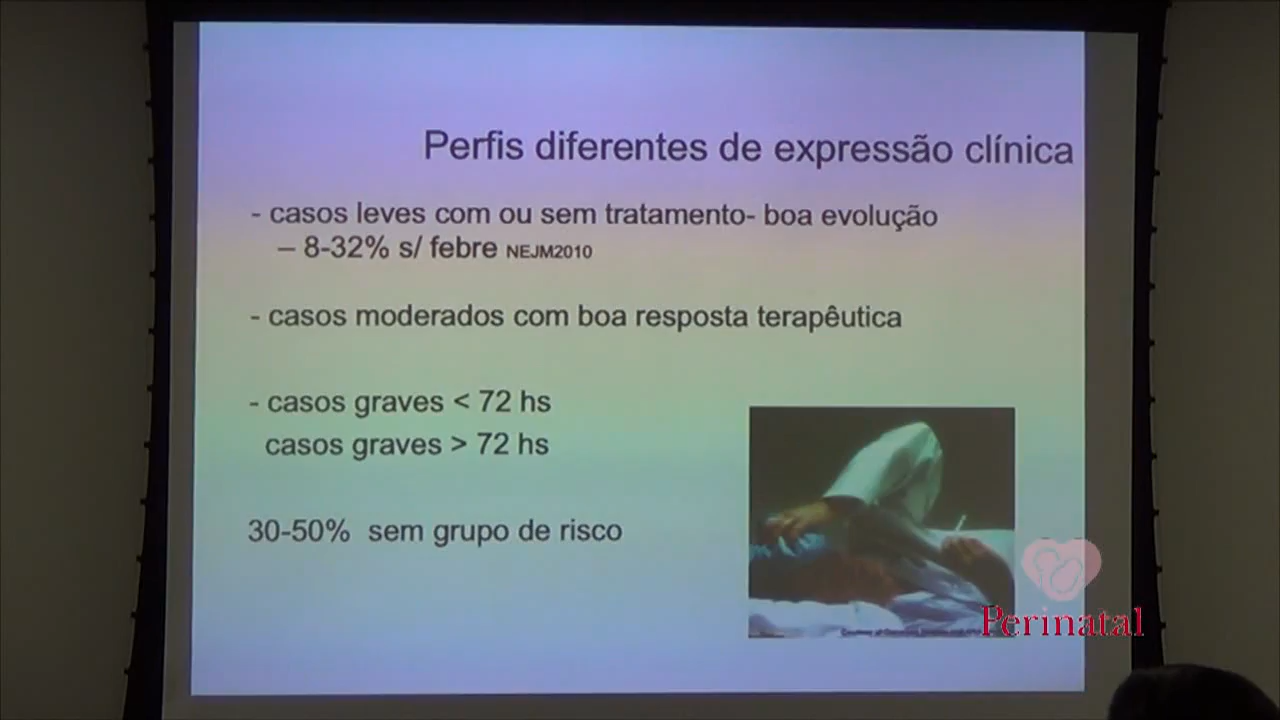 Perfis diferentes de expressão clínica
- casos leves com ou sem tratamento- boa evolução
– 8-32% s/ febre NEJM2010
- casos moderados com boa resposta terapêutica
- casos graves < 72 hs
casos graves > 72 hs
30-50% sem grupo de risco
Perinatal